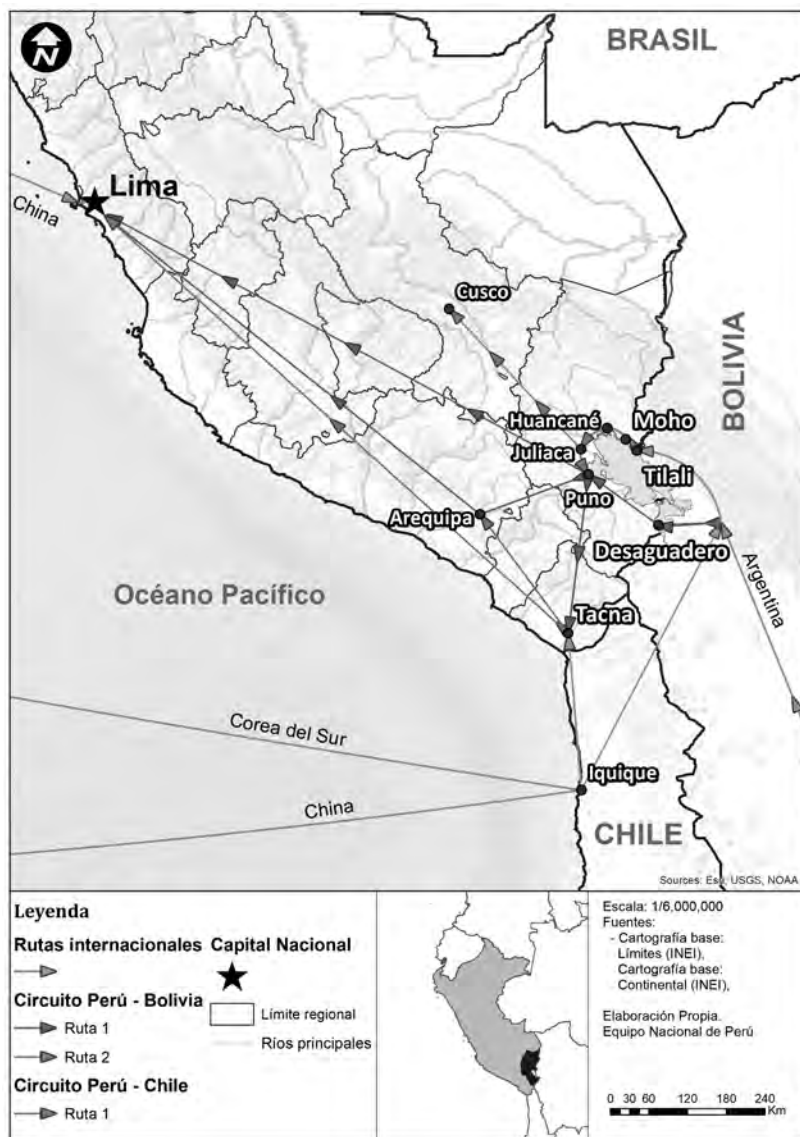 N
BRASIL
Lima
China
Cusco
BOLIVIA
Huancané
Moho
Juliaca
Tilali
Puno
Arequipa
Desaguadero
Argentina
Océano Pacífico
Tacna
Corea del Sur
Iquique
China
CHILE
Sources: Esri, USGS, NOAA
Leyenda
Rutas internacionales
Circuito Perú - Bolivia
Ruta 1
Ruta 2
Circuito Perú - Chile
Ruta 1
Capital Nacional
Límite regional
Ríos principales
Escala: 1/6,000,000
Fuentes:
- Cartografía base:
Límites (INEI),
Cartografía base:
Continental (INEI),
Elaboración Propia.
Equipo Nacional de Perú
0 30 60 120 180 240
Km